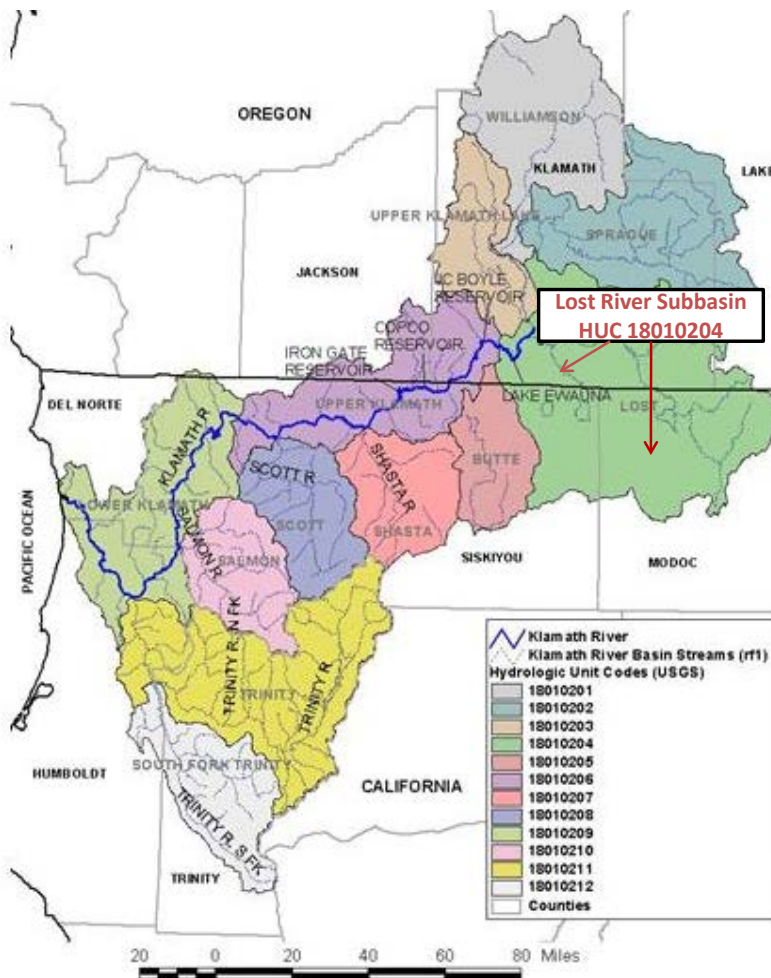 OREGON
WILLIAMSON
KLAMATH
LAKE
UPPER KLAMATH LAKE
SPRAGUE
JACKSON
JC BOYLE
RESERVOIR
Lost River Subbasin
HUC 18010204
COPCO
RESERVOIR
IRON GATE
RESERVOIR
DEL NORTE
UPPER KLAMATH
LAKE EWAUNA
LOST
KLAMATH R
SCOTT R
SHASTA R
BUTTE
LOWER KLAMATH
SALMON R
SCOTT
SHASTA
SALMON
SISKIYOU
MODOC
PACIFIC OCEAN
TRINITY R, N FK
TRINITY R
TRINITY
SOUTH FORK TRINITY
HUMBOLDT
CALIFORNIA
TRINITY R, S FK
TRINITY
Klamath River
Klamath River Basin Streams (rf1)
Hydrologic Unit Codes (USGS)
18010201
18010202
18010203
18010204
18010205
18010206
18010207
18010208
18010209
18010210
18010211
18010212
Counties
20 0 20 40 60 80 Miles